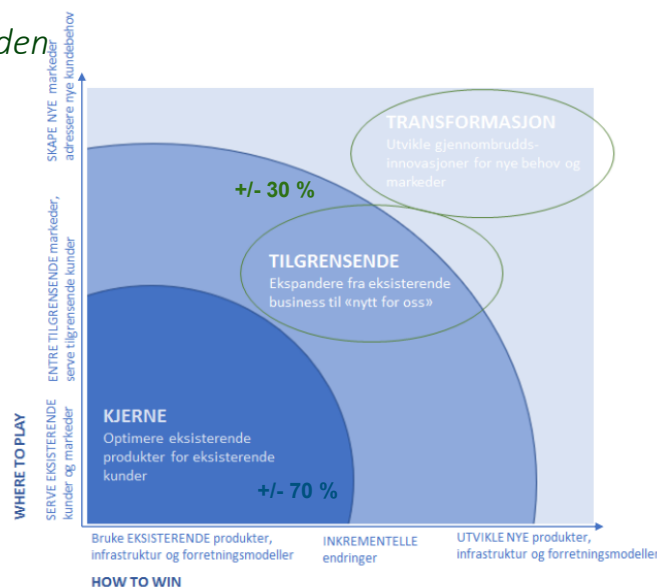 den
SKAPE NYE markeder
adressere nye kundebehov
TRANSFORMASJON
Utvikle gjennombrudds-
innovasjoner for nye behov og
markeder
+/- 30 %
ENTRE TILGRENSENDE markeder,
serve tilgrensende kunder
TILGRENSENDE
Ekspandere fra eksisterende
business til «nytt for oss»
WHERE TO PLAY
SERVE EKSISTERENDE
kunder og markeder
KJERNE
Optimere eksisterende
produkter for eksisterende
kunder
+/- 70 %
Bruke EKSISTERENDE produkter,
infrastruktur og forretningsmodeller
INKREMENTELLE
endringer
UTVIKLE NYE produkter,
infrastruktur og forretningsmodeller
HOW TO WIN